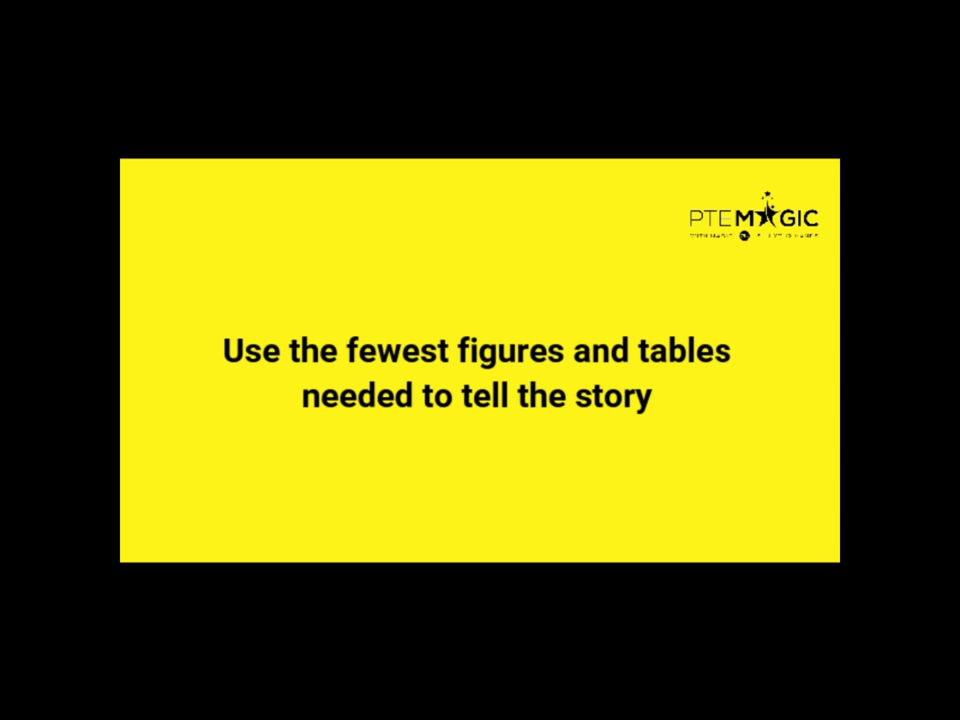 PTEMAGIC
Use the fewest figures and tables
needed to tell the story